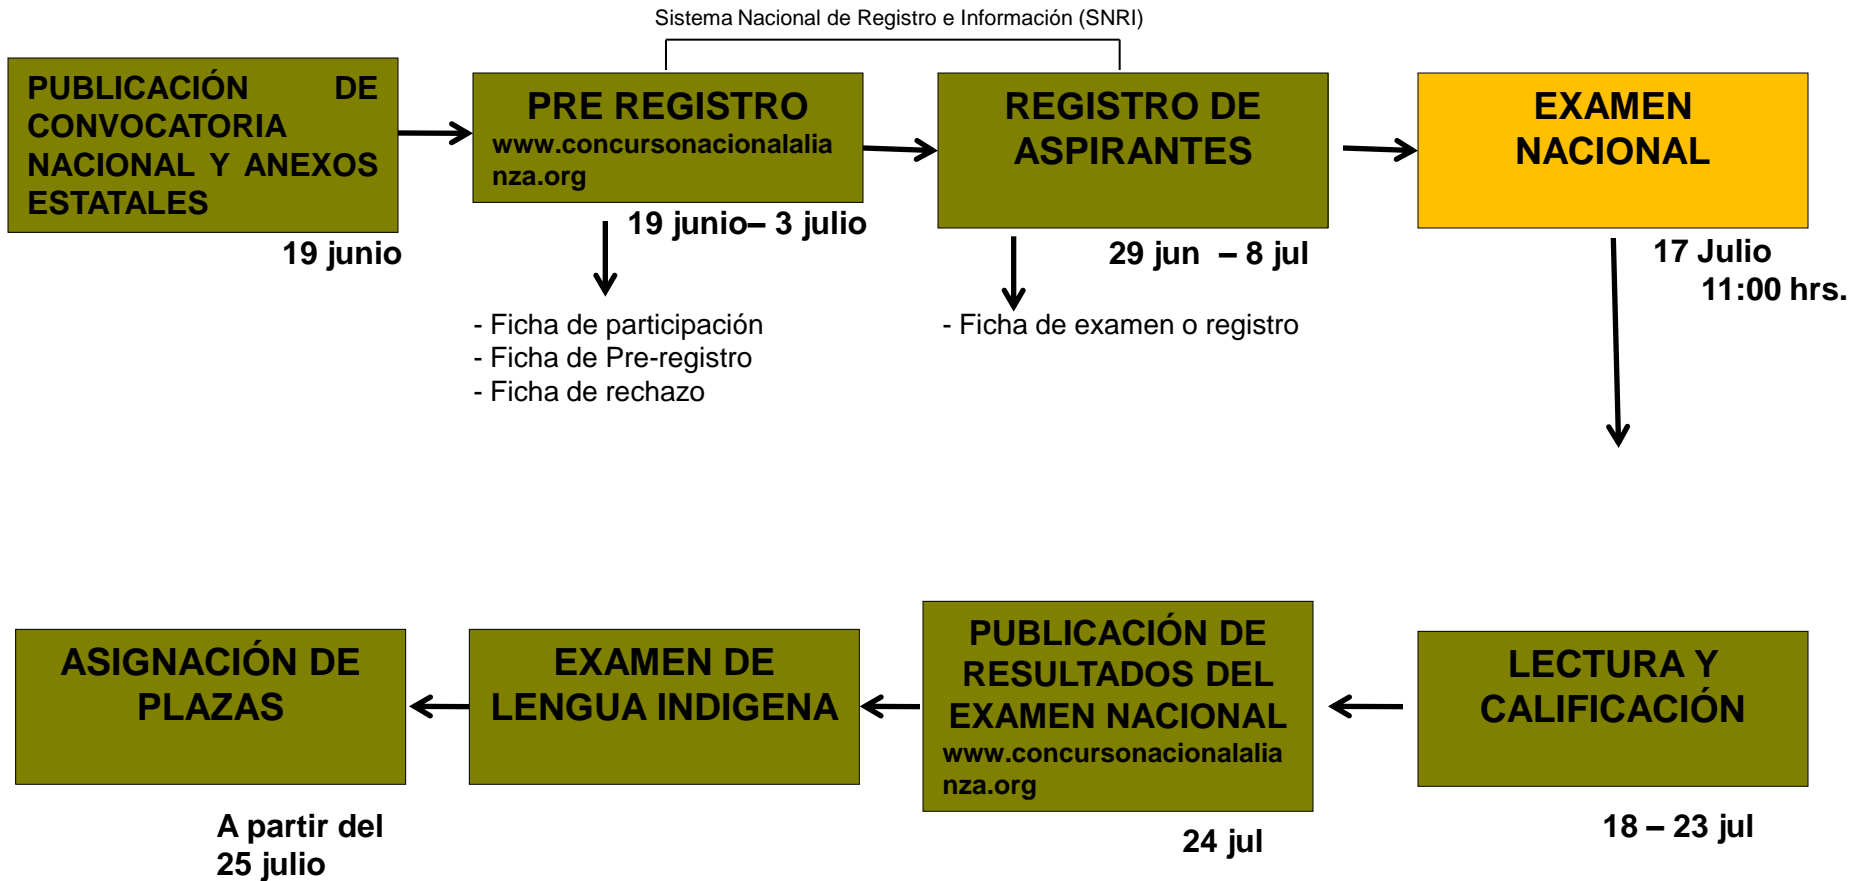 Sistema Nacional de Registro e Información (SNRI)
PUBLICACIÓN DE
CONVOCATORIA
NACIONAL Y ANEXOS
ESTATALES
19 junio
PRE REGISTRO
www.concursonacionalalia
nza.org
19 junio– 3 julio
- Ficha de participación
- Ficha de Pre-registro
- Ficha de rechazo
REGISTRO DE
ASPIRANTES
29 jun – 8 jul
- Ficha de examen o registro
EXAMEN
NACIONAL
17 Julio
11:00 hrs.
LECTURA Y
CALIFICACIÓN
18 – 23 jul
PUBLICACIÓN DE
RESULTADOS DEL
EXAMEN NACIONAL
www.concursonacionalalia
nza.org
24 jul
EXAMEN DE
LENGUA INDIGENA
ASIGNACIÓN DE
PLAZAS
A partir del
25 julio